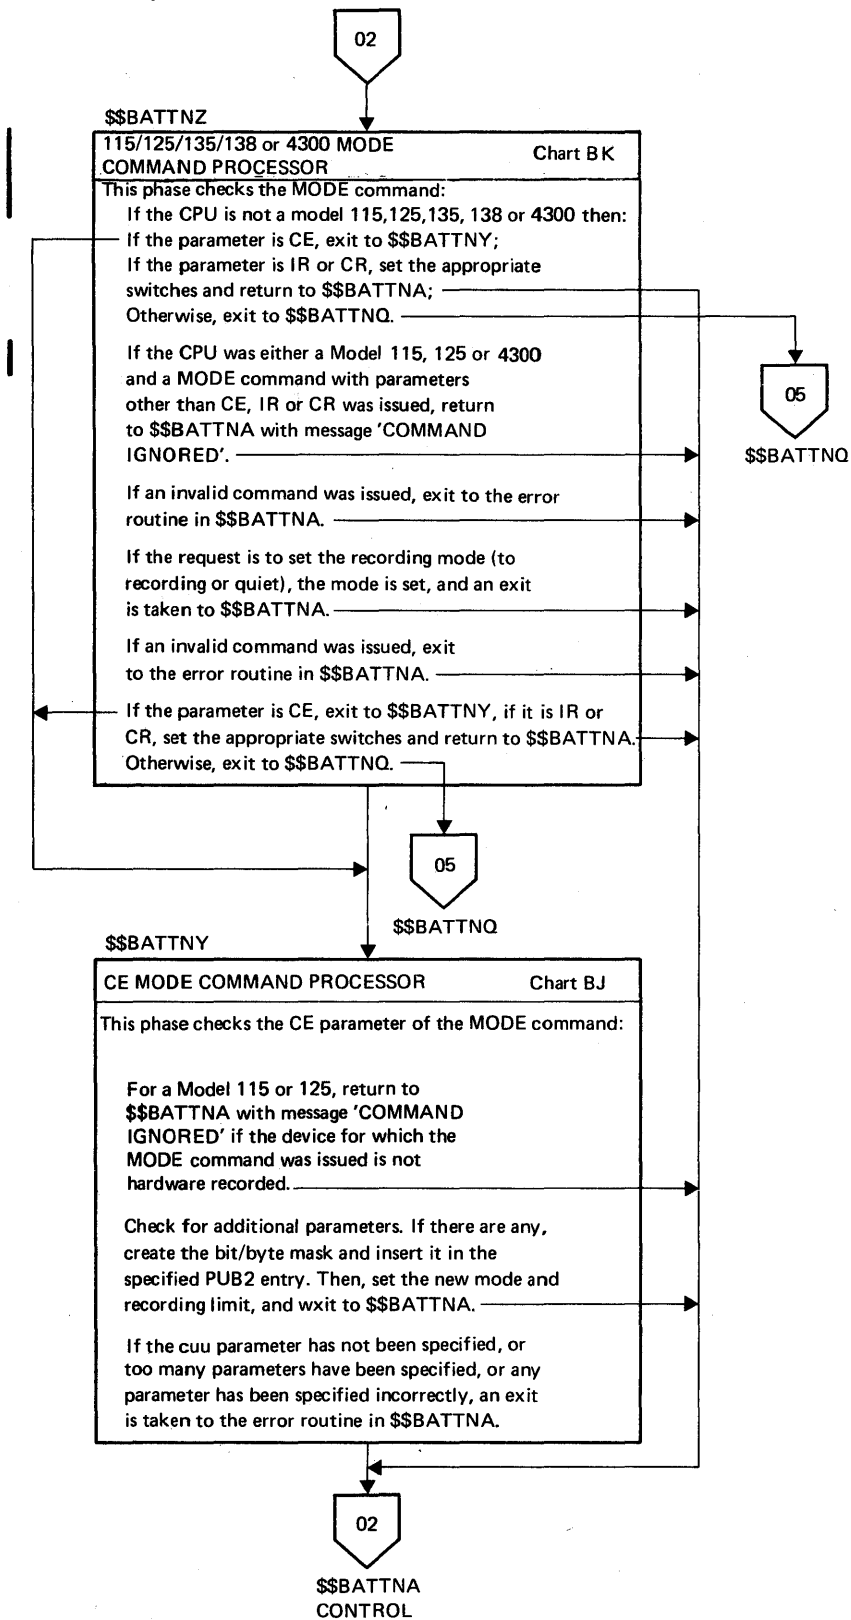 02
$$BATTNZ
115/125/135/138 or 4300 MODE
COMMAND PROCESSOR
Chart BK
This phase checks the MODE command:
If the CPU is not a model 115,125,135, 138 or 4300 then:
If the parameter is CE, exit to $$BATTNY;
If the parameter is IR or CR, set the appropriate
switches and return to $$BATTNA;
Otherwise, exit to $$BATTNQ.
05
$$BATTNQ
If the CPU was either a Model 115, 125 or 4300
and a MODE command with parameters
other than CE, IR or CR was issued, return
to $$BATTNA with message 'COMMAND
IGNORED'.
If an invalid command was issued, exit to the error
routine in $$BATTNA.
If the request is to set the recording mode (to
recording or quiet), the mode is set, and an exit
is taken to $$BATTNA.
If an invalid command was issued, exit
to the error routine in $$BATTNA.
If the parameter is CE, exit to $$BATTNY, if it is IR or
CR, set the appropriate switches and return to $$BATTNA.
Otherwise, exit to $$BATTNQ.
05
$$BATTNQ
$$BATTNY
CE MODE COMMAND PROCESSOR
Chart BJ
This phase checks the CE parameter of the MODE command:
For a Model 115 or 125, return to
$$BATTNA with message 'COMMAND
IGNORED' if the device for which the
MODE command was issued is not
hardware recorded.
Check for additional parameters. If there are any,
create the bit/byte mask and insert it in the
specified PUB2 entry. Then, set the new mode and
recording limit, and wxit to $$BATTNA.
If the cuu parameter has not been specified, or
too many parameters have been specified, or any
parameter has been specified incorrectly, an exit
is taken to the error routine in $$BATTNA.
02
$$BATTNA
CONTROL